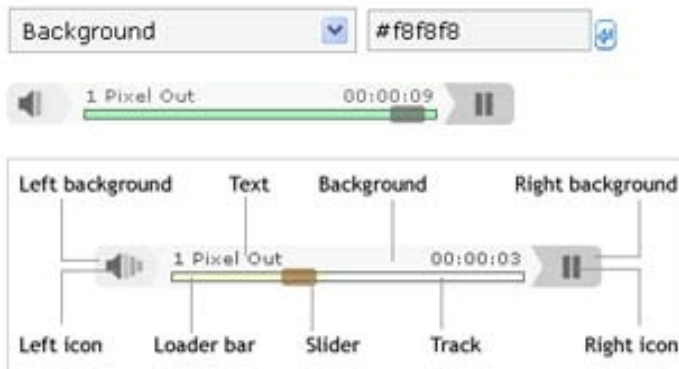 Background #f8f8f8
1 Pixel Out 00:00:09
Left background Text Background Right background
1 Pixel Out 00:00:03
Left icon Loader bar Slider Track Right icon